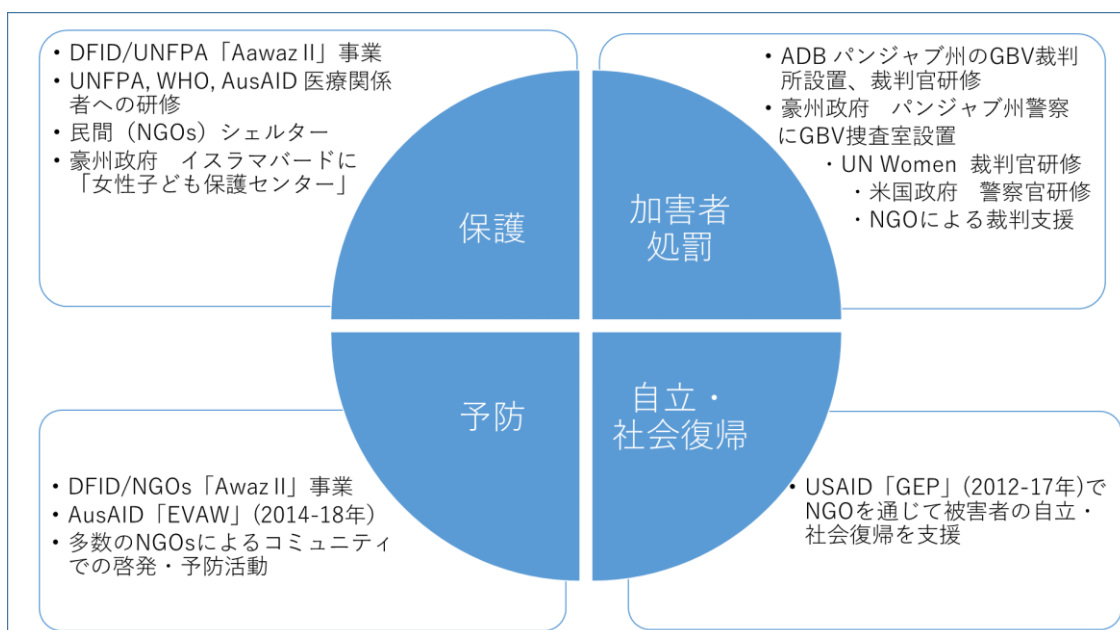 • DFID/UNFPA「Aawaz II」事業
• UNFPA, WHO, AusAID 医療関係
者への研修
• 民間（NGOs）シェルター
• 豪州政府　イスラマバードに
「女性子ども保護センター」
• ADB パンジャブ州のGBV裁判
所設置、裁判官研修
• 豪州政府　パンジャブ州警察
にGBV捜査室設置
・UN Women 裁判官研修
・米国政府　警察官研修
・NGOによる裁判支援
保護
加害者
処罰
予防
自立・
社会復帰
• DFID/NGOs「Awaz II」事業
• AusAID「EVAW」(2014-18年)
• 多数のNGOsによるコミュニティ
での啓発・予防活動
• USAID「GEP」(2012-17年)で
NGOを通じて被害者の自立・
社会復帰を支援